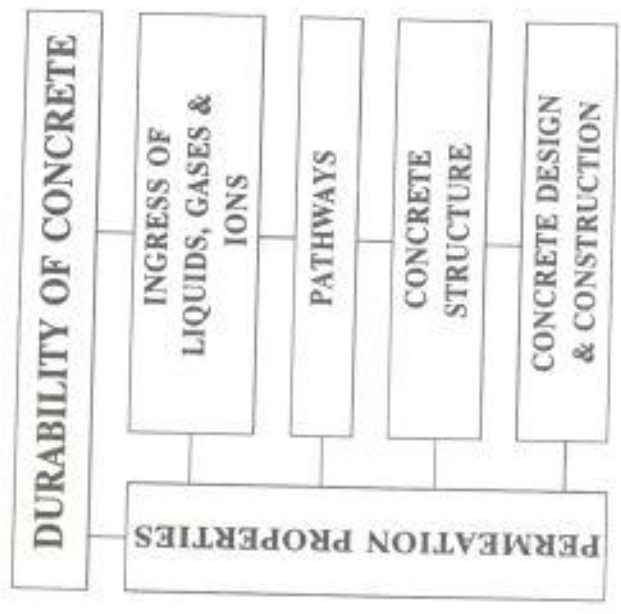 DURABILITY OF CONCRETE
INGRESS OF
LIQUIDS, GASES &
IONS
PATHWAYS
CONCRETE
STRUCTURE
CONCRETE DESIGN
& CONSTRUCTION
PERMEATION PROPERTIES